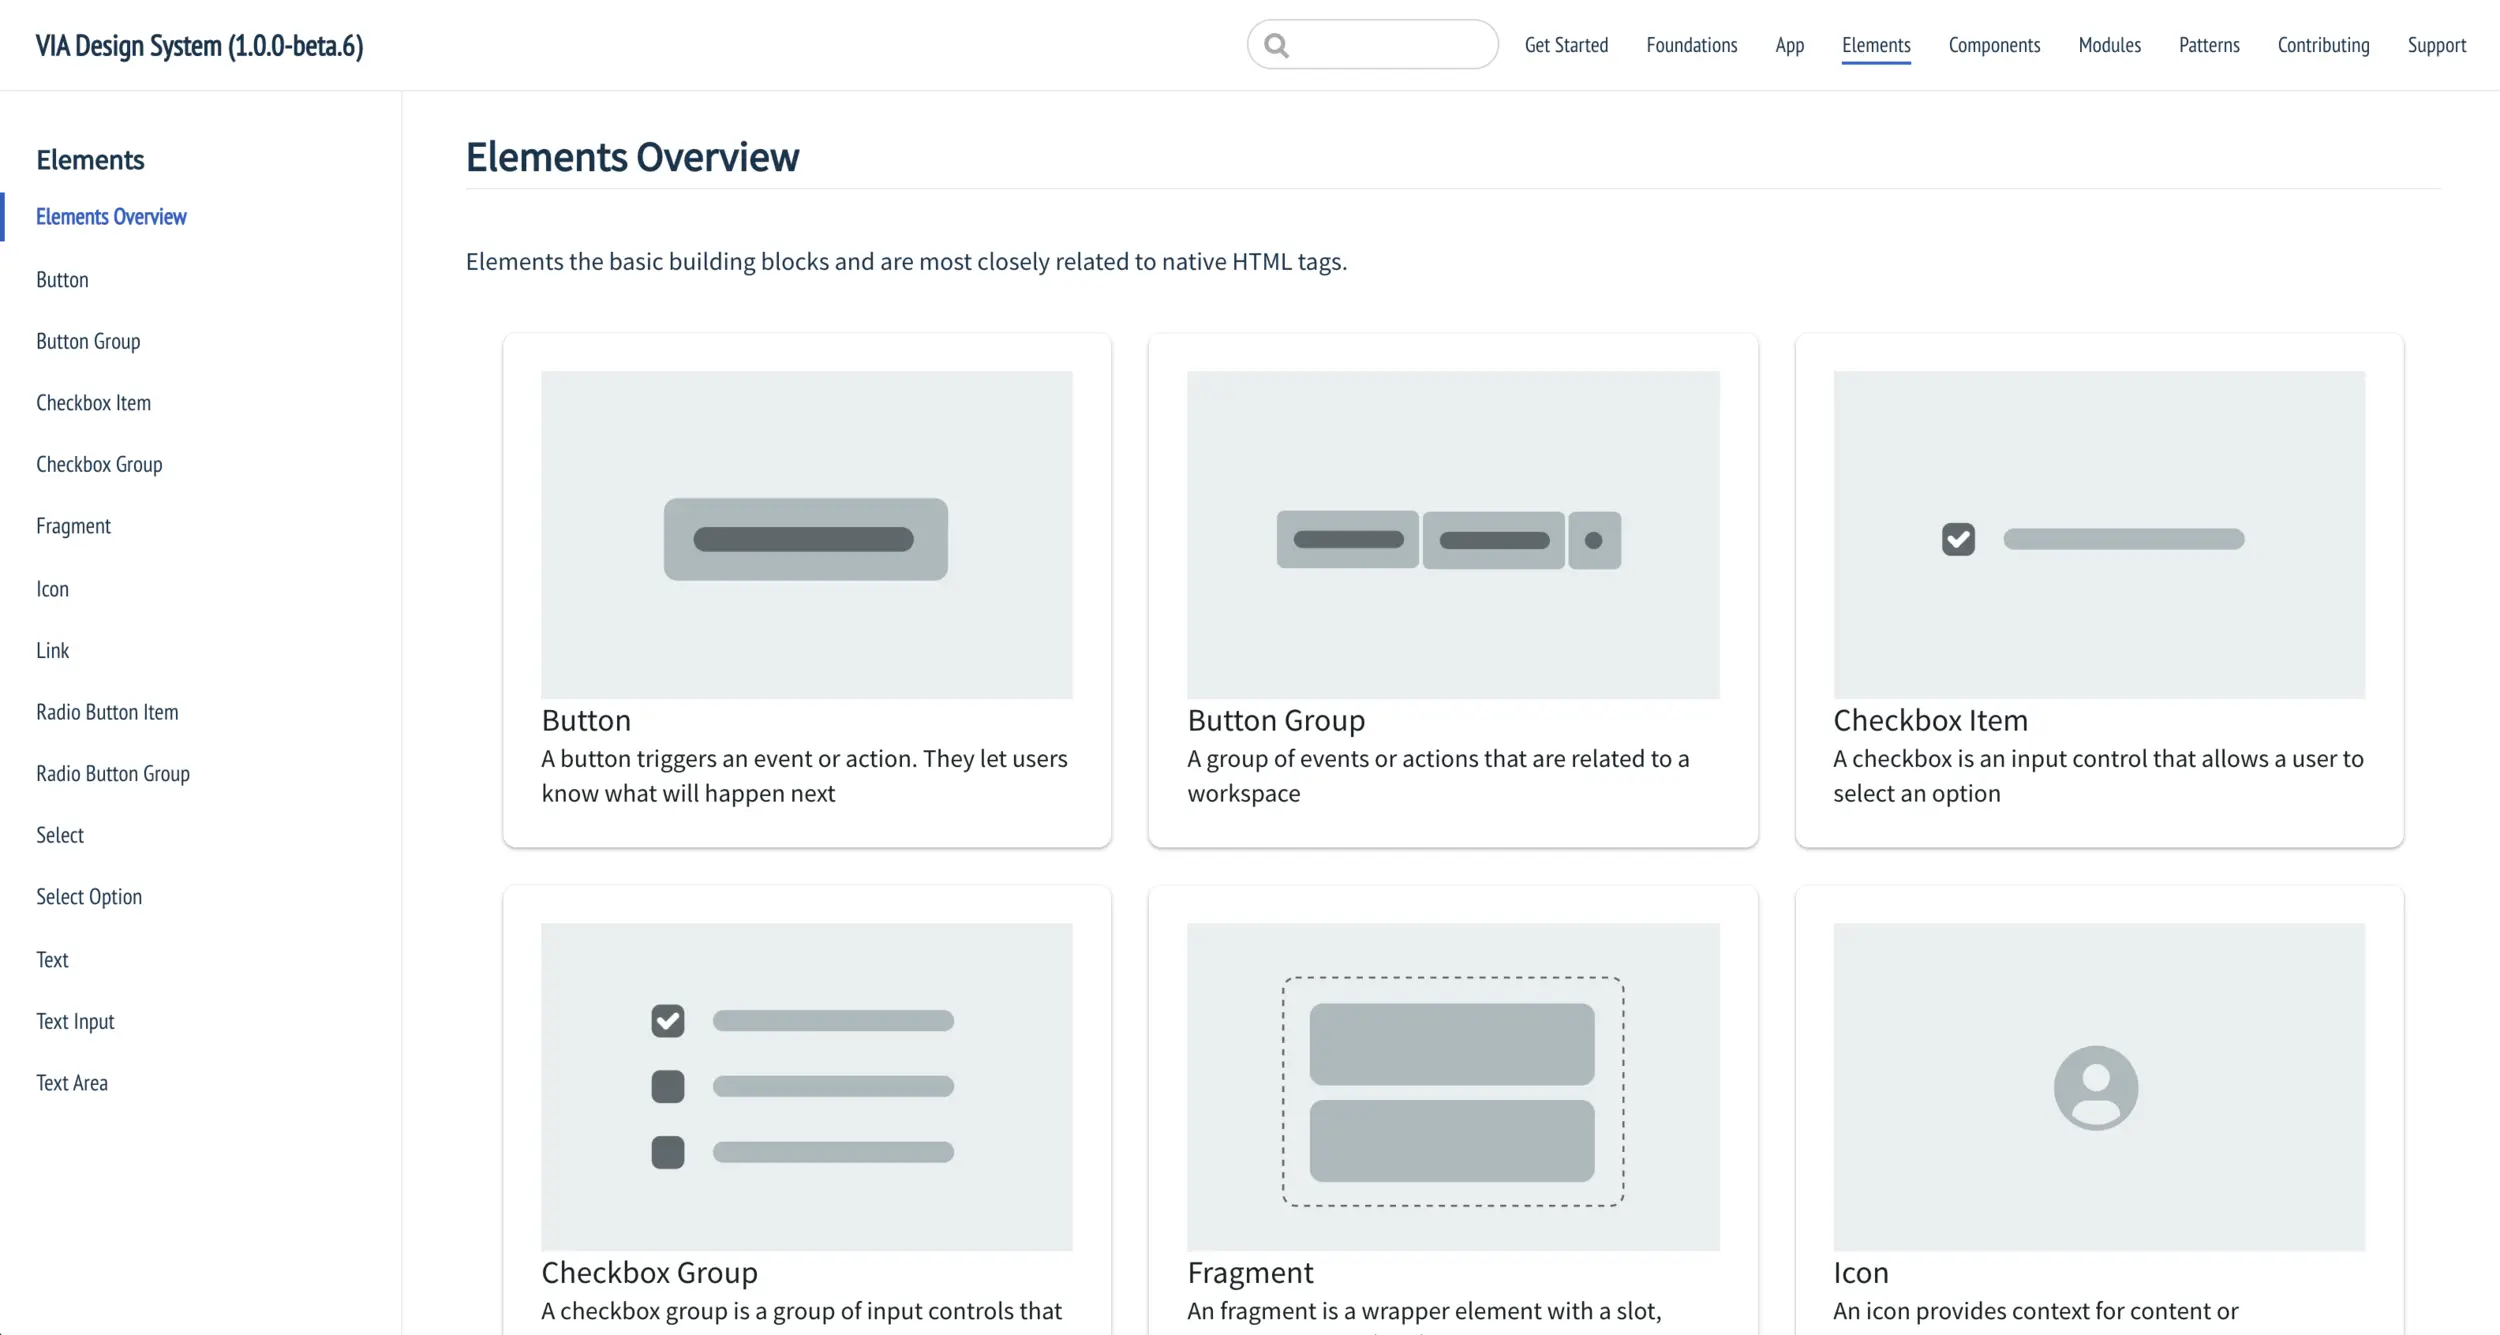 VIA Design System (1.0.0-beta.6)
Get Started
Foundations
App
Elements
Components
Modules
Patterns
Contributing
Support
Elements
Elements Overview
Button
Button Group
Checkbox Item
Checkbox Group
Fragment
Icon
Link
Radio Button Item
Radio Button Group
Select
Select Option
Text
Text Input
Text Area
Elements Overview
Elements the basic building blocks and are most closely related to native HTML tags.
Button
A button triggers an event or action. They let users
know what will happen next
Button Group
A group of events or actions that are related to a
workspace
Checkbox Item
A checkbox is an input control that allows a user to
select an option
Checkbox Group
A checkbox group is a group of input controls that
Fragment
An fragment is a wrapper element with a slot,
Icon
An icon provides context for content or